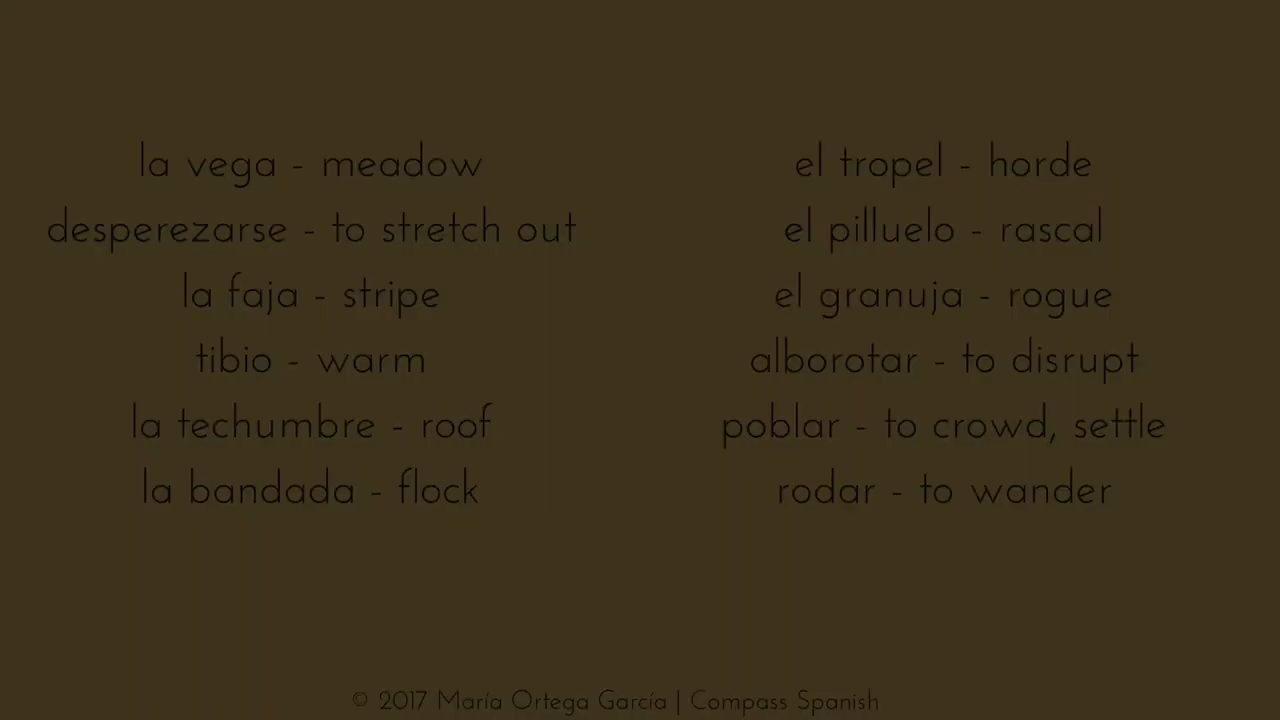 la vega - meadow
desperezarse - to stretch out
la faja - stripe
tibio - warm
la techumbre - roof
la bandada - flock
el tropel - horde
el pilluelo - rascal
el granuja - rogue
alborotar - to disrupt
poblar - to crowd, settle
rodar - to wander
© 2017 María Ortega García | Compass Spanish